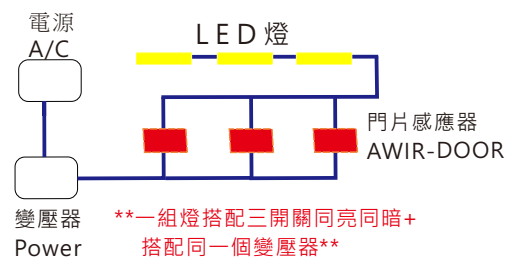 電源
A/C
LED燈
門片感應器
AWIR-DOOR
變壓器
Power
**一組燈搭配三開關同亮同暗+
搭配同一個變壓器**